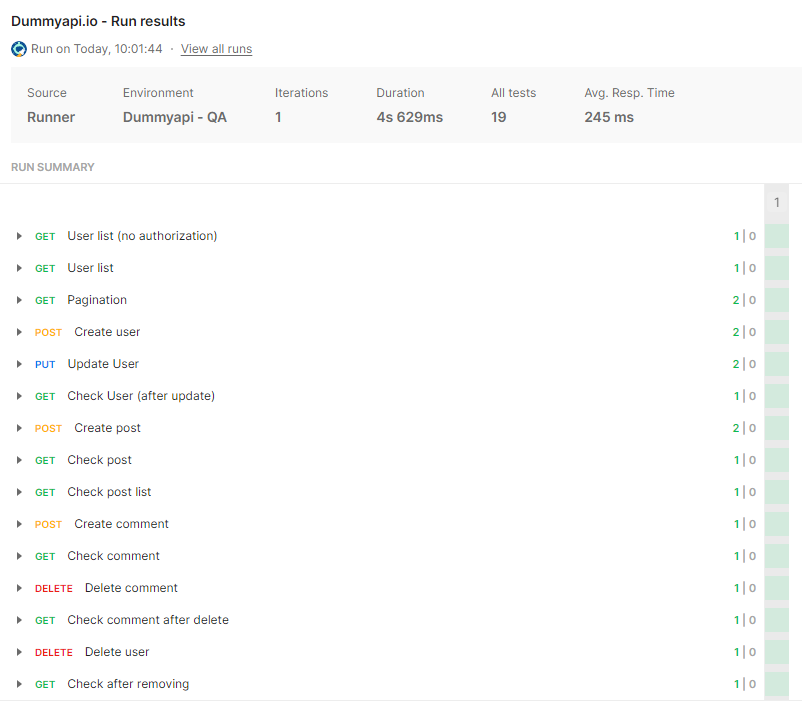 Dummyapi.io - Run results
Run on Today, 10:01:44 · View all runs
Source Environment Iterations Duration All tests Avg. Resp. Time
Runner Dummyapi - QA 1 4s 629ms 19 245 ms
RUN SUMMARY
1
GET User list (no authorization) 1 | 0
GET User list 1 | 0
GET Pagination 2 | 0
POST Create user 2 | 0
PUT Update User 2 | 0
GET Check User (after update) 1 | 0
POST Create post 2 | 0
GET Check post 1 | 0
GET Check post list 1 | 0
POST Create comment 1 | 0
GET Check comment 1 | 0
DELETE Delete comment 1 | 0
GET Check comment after delete 1 | 0
DELETE Delete user 1 | 0
GET Check after removing 1 | 0